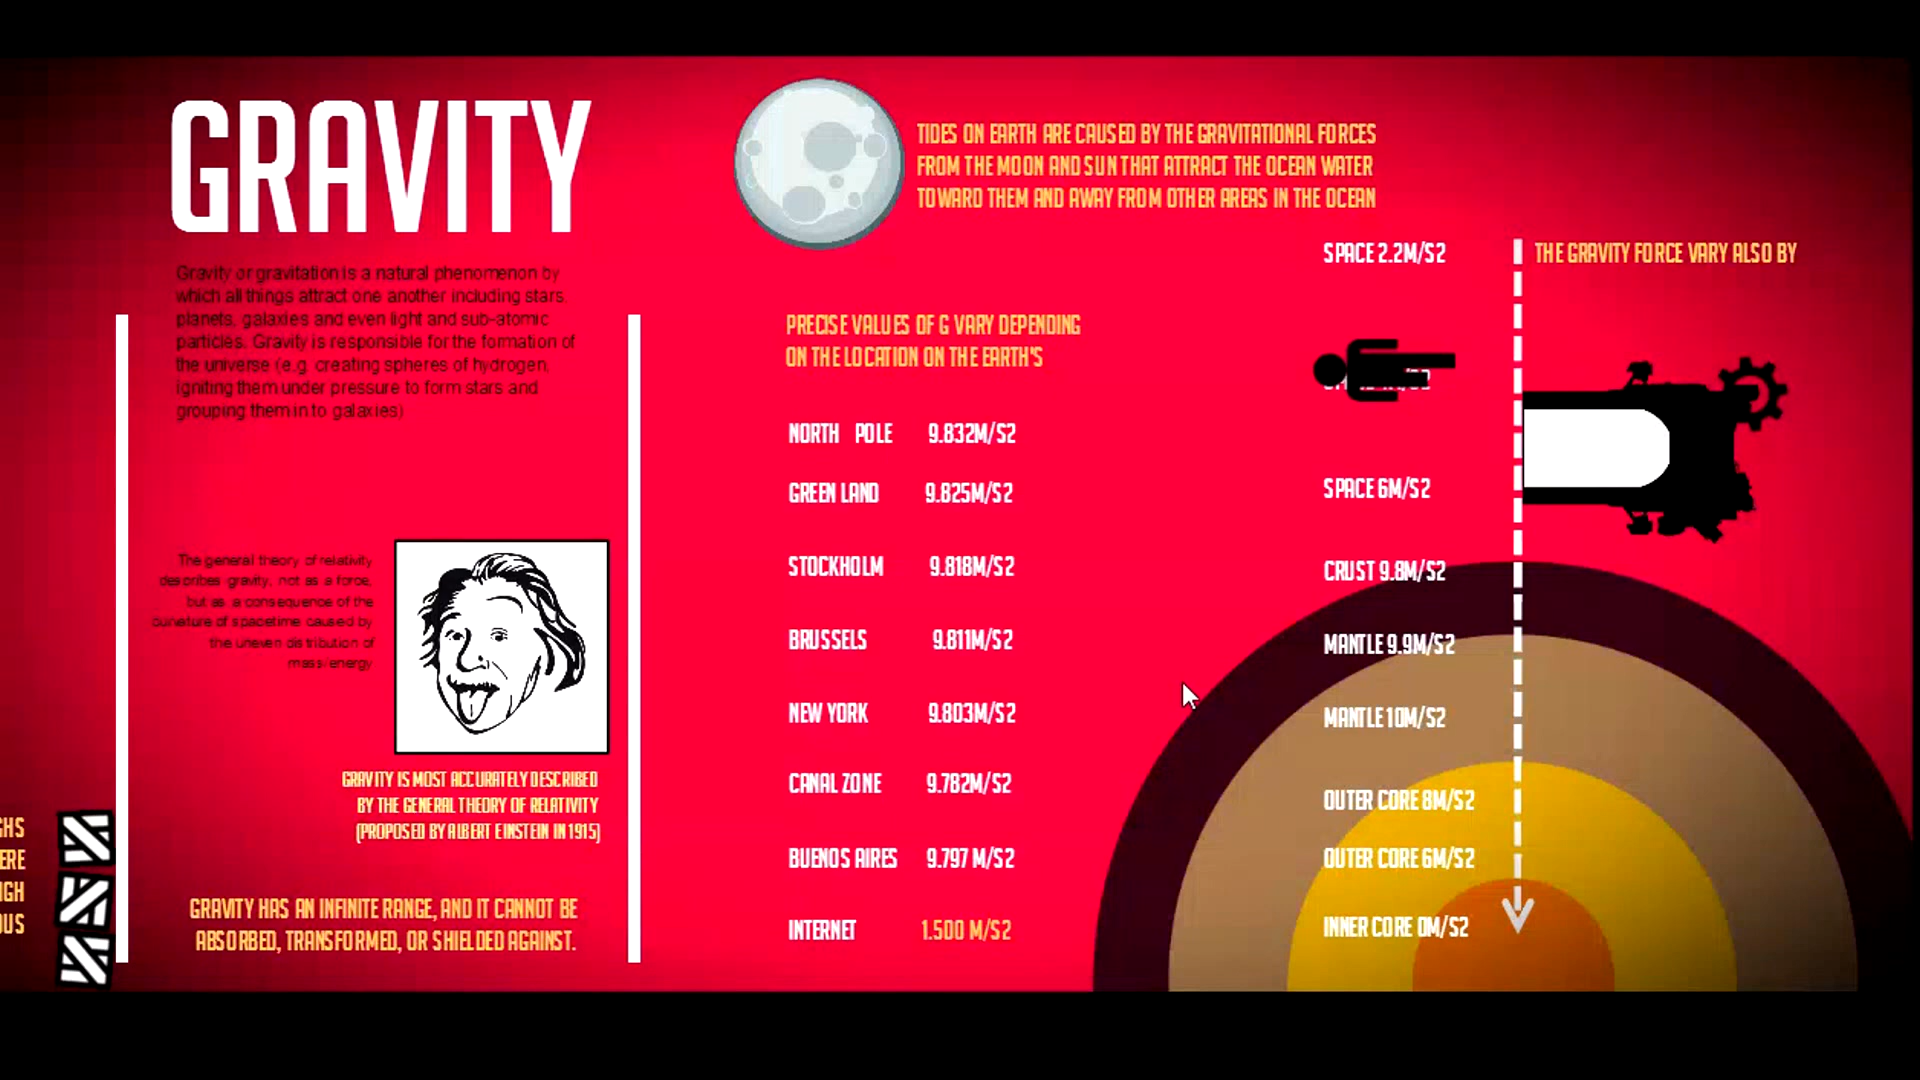 GRAVITY
Gravity or gravitation is a natural phenomenon by
which all things attract one another including stars,
planets, galaxies and even light and sub-atomic
particles. Gravity is responsible for the formation of
the universe (e.g. creating spheres of hydrogen,
igniting them under pressure to form stars and
grouping them in to galaxies)
The general theory of relativity
describes gravity, not as a force,
but as a consequence of the
curvature of spacetime caused by
the uneven distribution of
mass/energy
GRAVITY IS MOST ACCURATELY DESCRIBED
BY THE GENERAL THEORY OF RELATIVITY
(PROPOSED BY ALBERT EINSTEIN IN 1915)
GRAVITY HAS AN INFINITE RANGE, AND IT CANNOT BE
ABSORBED, TRANSFORMED, OR SHIELDED AGAINST.
TIDES ON EARTH ARE CAUSED BY THE GRAVITATIONAL FORCES
FROM THE MOON AND SUN THAT ATTRACT THE OCEAN WATER
TOWARD THEM AND AWAY FROM OTHER AREAS IN THE OCEAN
PRECISE VALUES OF G VARY DEPENDING
ON THE LOCATION ON THE EARTH'S
NORTH POLE 9.832M/S2
GREEN LAND 9.825M/S2
STOCKHOLM 9.818M/S2
BRUSSELS 9.811M/S2
NEW YORK 9.803M/S2
CANAL ZONE 9.782M/S2
BUENOS AIRES 9.797 M/S2
INTERNET 1.500 M/S2
THE GRAVITY FORCE VARY ALSO BY
SPACE 2.2M/S2
SPACE 6M/S2
CRUST 9.8M/S2
MANTLE 9.9M/S2
MANTLE 10M/S2
OUTER CORE 8M/S2
OUTER CORE 6M/S2
INNER CORE 0M/S2